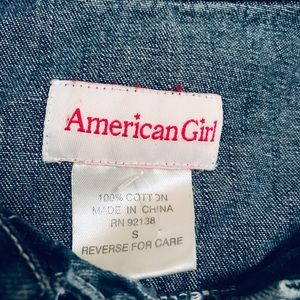 American Girl
100% COTTON
MADE IN CHINA
RN 92138
S
REVERSE FOR CARE